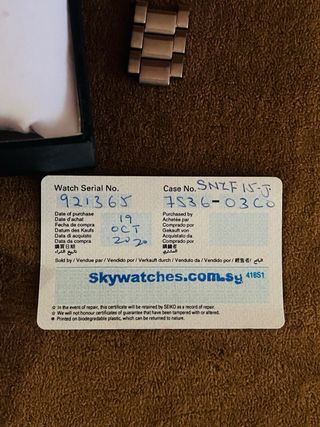 Watch Serial No.
921365
Case No. SNZF15-J
7S36-03C0
Date of purchase
Date d'achat
Fecha de compra
Datum des Kaufs
Data di acquisto
Data da compra
購買日期
19
OCT
2020
Purchased by
Achetée par
Comprado por
Gekauft von
Acquistato da
Comprado por
Sold by / Vendue par / Vendido por / Verkauft durch / Venduto da / Vendido por /
Skywatches.com.sg 41BS1
☆ In the event of repair, this certificate will be retained by SEIKO as a record of repair.
☆ We will not honour certificates of guarantee that have been tampered with or altered.
★ Printed on biodegradable plastic, which can be returned to nature.